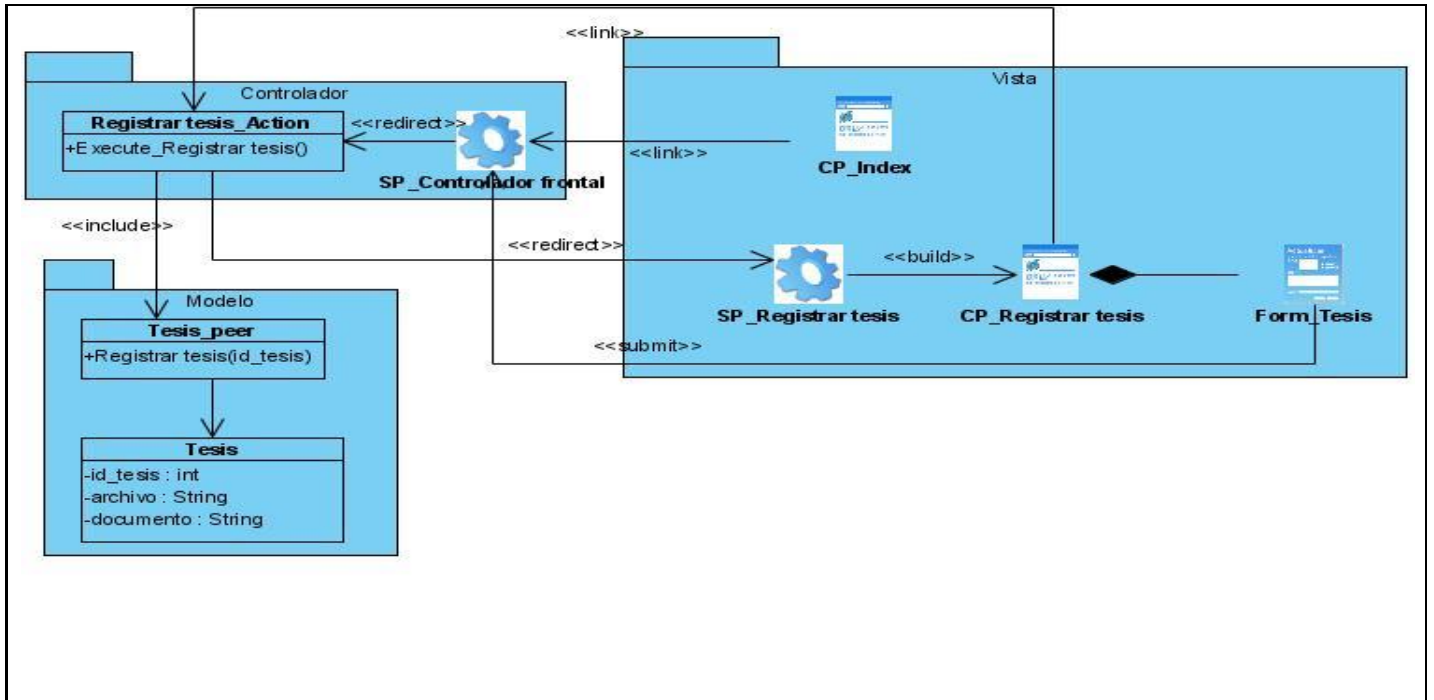 <<link>>
Vista
Controlador
Registrar tesis_Action
+Execute_Registrar tesis()
<<redirect>>
SP_Controlador frontal
<<link>>
CP_Index
<<include>>
<<redirect>>
<<build>>
SP_Registrar tesis
CP_Registrar tesis
Form_Tesis
<<submit>>
Modelo
Tesis_peer
+Registrar tesis(id_tesis)
Tesis
-id_tesis : int
-archivo : String
-documento : String